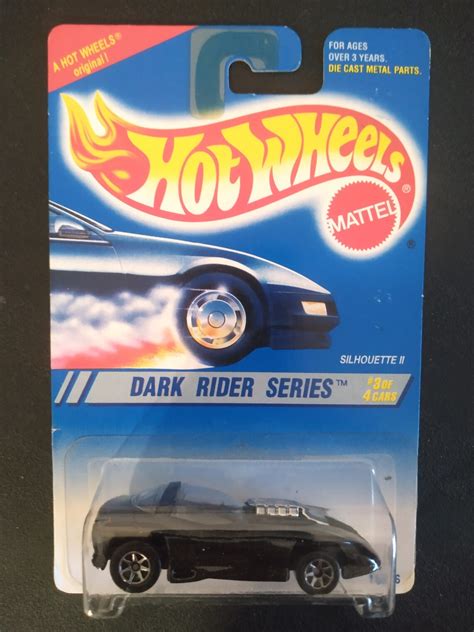 A HOT WHEELS®
original!
FOR AGES
OVER 3 YEARS.
DIE CAST METAL PARTS.
HOT WHEELS
®
MATTEL
®
SILHOUETTE II
DARK RIDER SERIES™
#3 OF
4 CARS